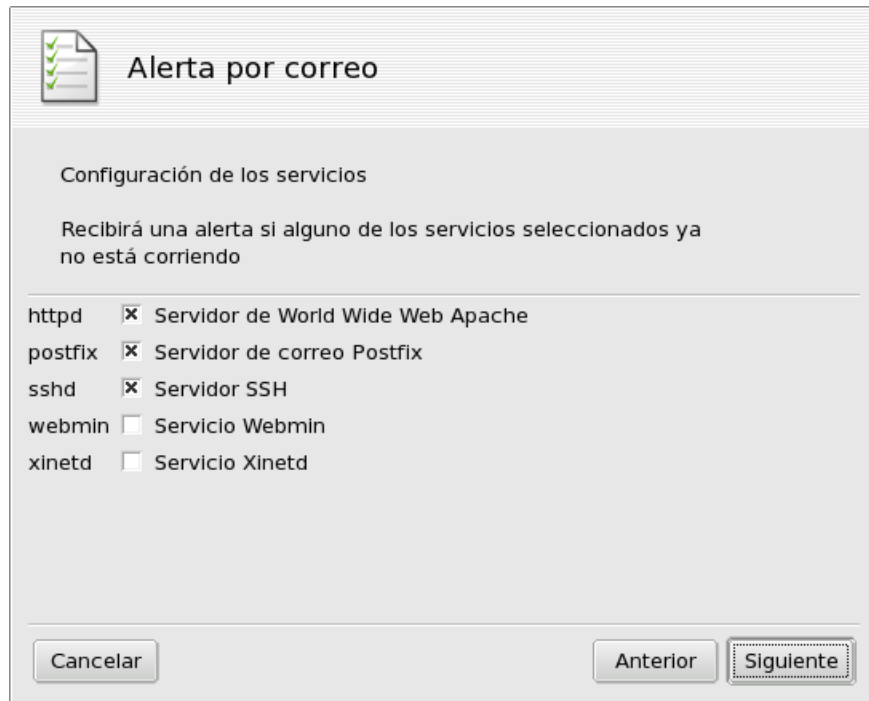 Alerta por correo
Configuración de los servicios
Recibirá una alerta si alguno de los servicios seleccionados ya
no está corriendo
httpd Servidor de World Wide Web Apache
postfix Servidor de correo Postfix
sshd Servidor SSH
webmin Servicio Webmin
xinetd Servicio Xinetd
Cancelar Anterior Siguiente